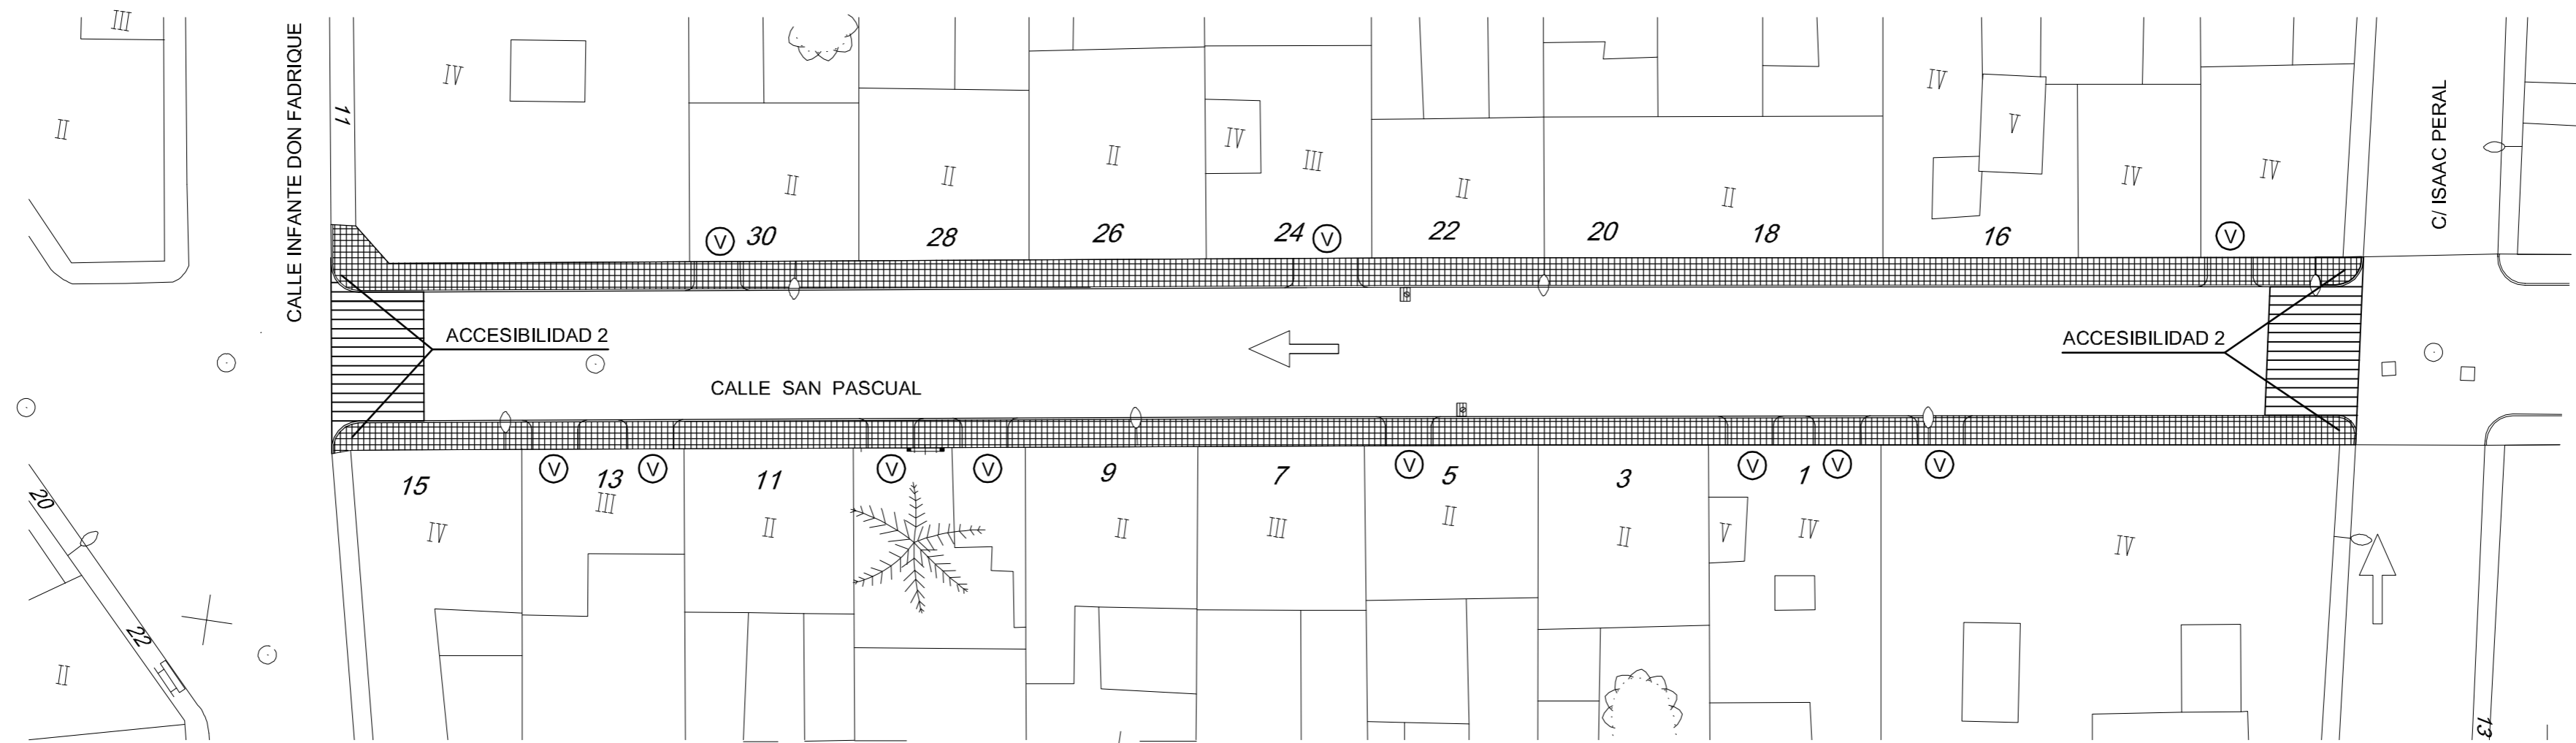 III
II
CALLE INFANTE DON FADRIQUE
11
IV
II
II
II
IV
III
II
II
IV
V
IV
IV
C/ ISAAC PERAL
V 30
28
26
24 V
22
20
18
16
V
ACCESIBILIDAD 2
ACCESIBILIDAD 2
CALLE SAN PASCUAL
15
V
13
V
11
V
V
9
7
V
5
3
V
1
V
V
20
22
II
IV
III
II
II
III
II
II
V
IV
IV
13